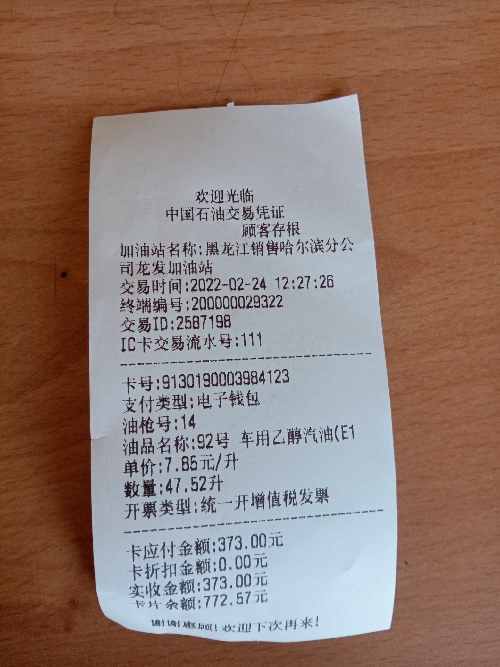 欢迎光临
中国石油交易凭证
顾客存根
加油站名称:黑龙江销售哈尔滨分公
司龙发加油站
交易时间:2022-02-24 12:27:26
终端编号:200000029322
交易ID:2587198
IC卡交易流水号:111
卡号:9130190003984123
支付类型:电子钱包
油枪号:14
油品名称:92号 车用乙醇汽油(E1
单价:7.85元/升
数量:47.52升
开票类型:统一开增值税发票
卡应付金额:373.00元
卡折扣金额:0.00元
实收金额:373.00元
卡片余额:772.57元
谢谢惠顾!欢迎下次再来!